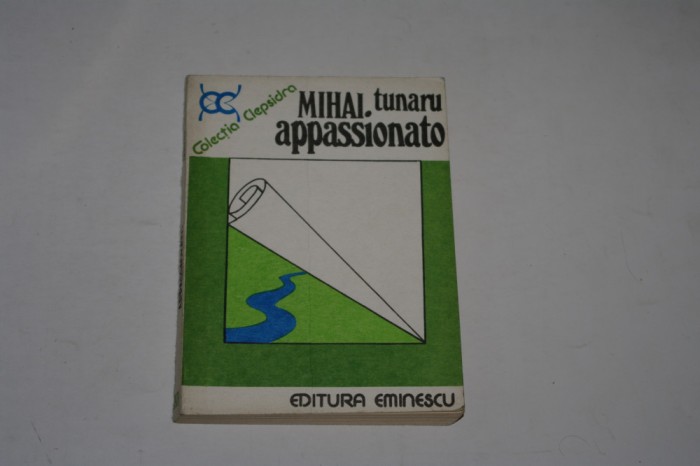 Colecția Clepsidra
MIHAI tunaru
appassionato
EDITURA EMINESCU